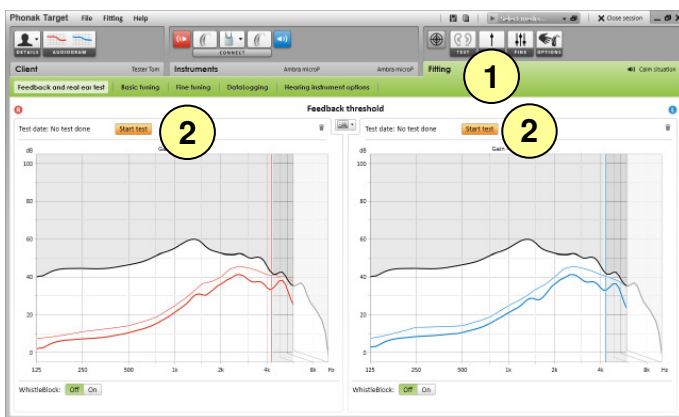 Phonak Target File Fitting Help
Close session
DETAILS AUDIOGRAM
CONNECT
TEST FINE OPTIONS
Client Tester Tom Instruments Ambra microP Ambra microP Fitting Calm situation
1
Feedback and real ear test Basic tuning Fine tuning DataLogging Hearing instrument options
R Feedback threshold
Test date: No test done Start test 2
Test date: No test done Start test 2
dB
100
80
60
40
20
0
125 250 500 1k 2k 4k 8k Hz
dB
100
80
60
40
20
0
125 250 500 1k 2k 4k 8k Hz
WhistleBlock: Off On
WhistleBlock: Off On